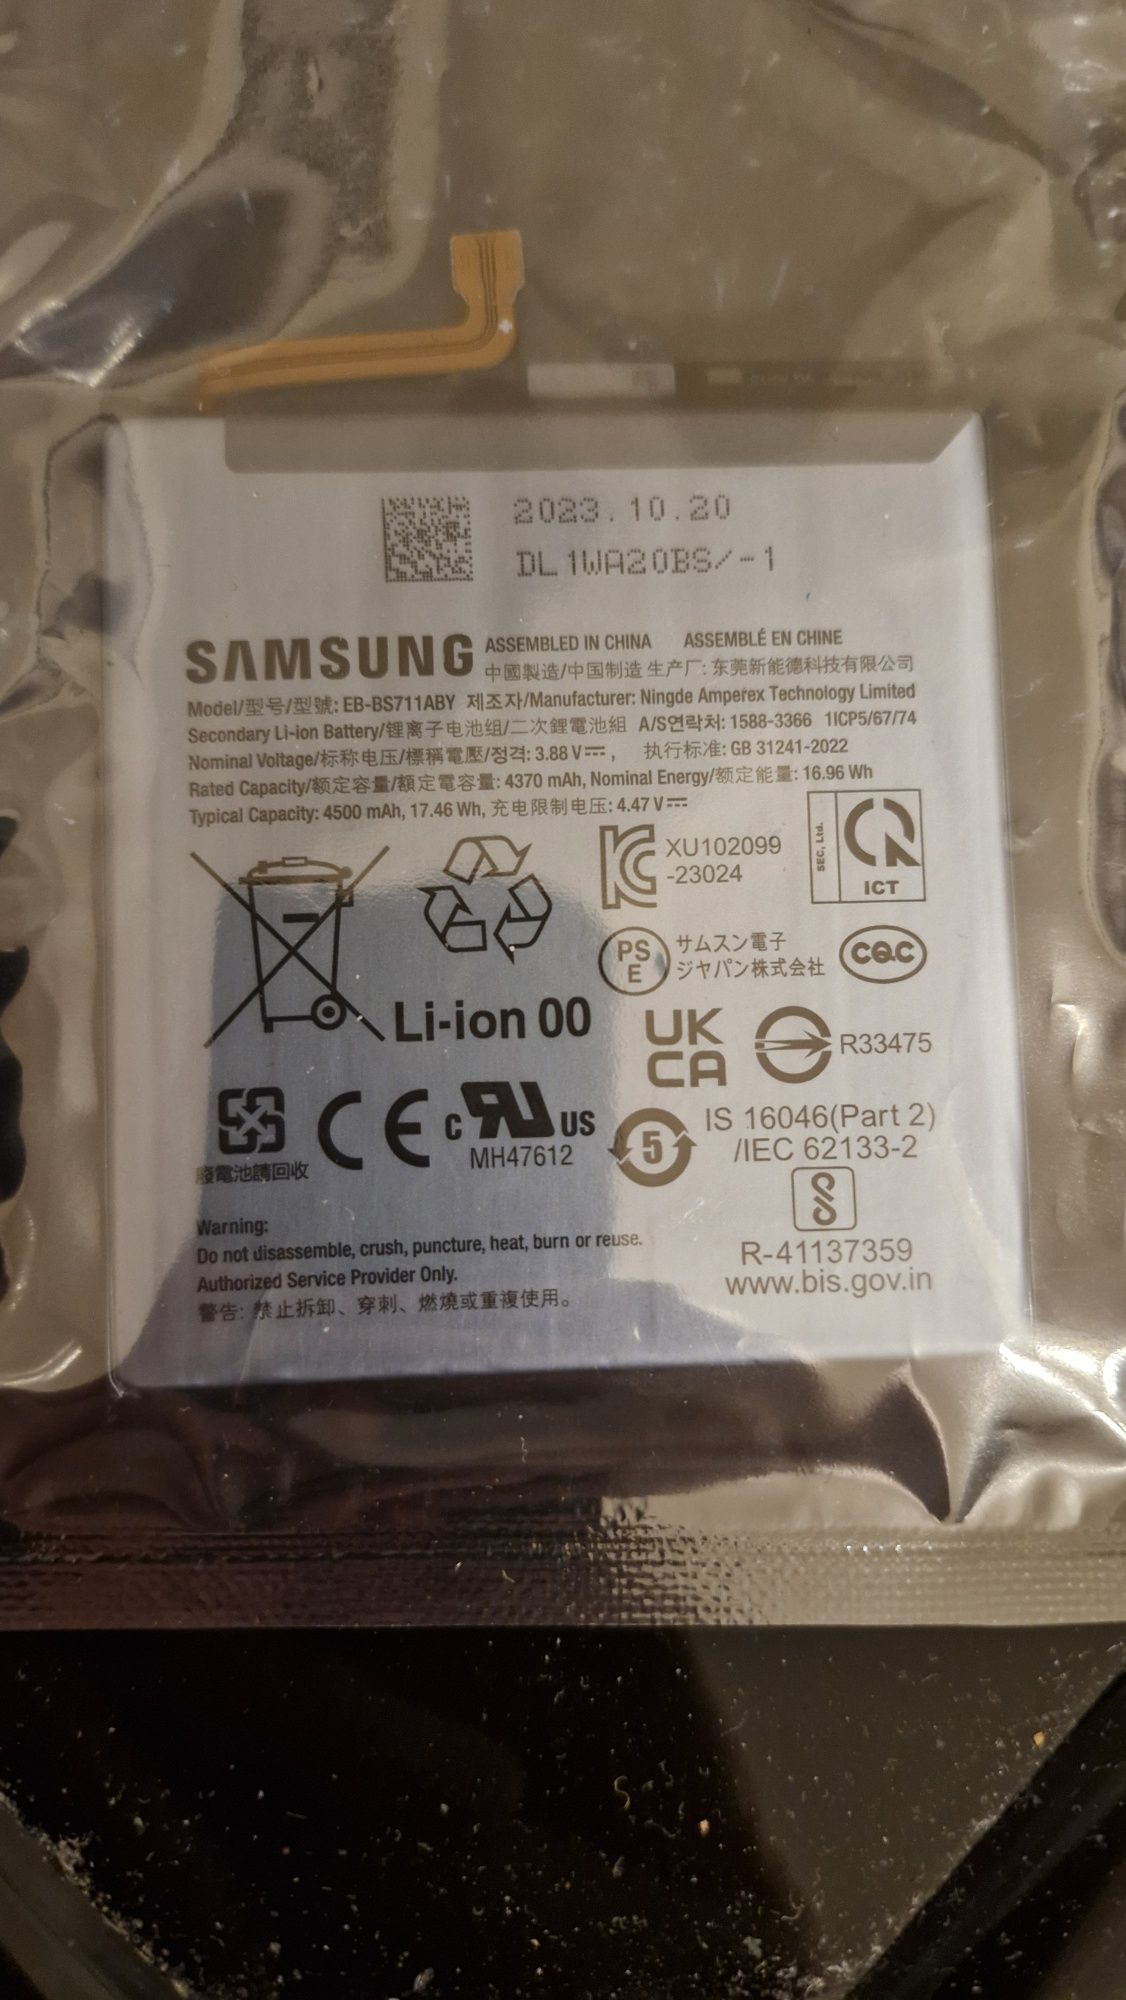 2023.10.20
DL1WA20BS/-1
SAMSUNG
ASSEMBLED IN CHINA ASSEMBLÉ EN CHINE
中國製造/中国制造 生产厂: 东莞新能德科技有限公司
Model/型号/型號: EB-BS711ABY 제조자/Manufacturer: Ningde Amperex Technology Limited
Secondary Li-ion Battery/锂离子电池组/二次鋰電池組 A/S연락처: 1588-3366 1ICP5/67/74
Nominal Voltage/标称电压/標稱電壓/정격: 3.88 V⎓, 执行标准: GB 31241-2022
Rated Capacity/额定容量/額定電容量: 4370 mAh, Nominal Energy/额定能量: 16.96 Wh
Typical Capacity: 4500 mAh, 17.46 Wh, 充电限制电压: 4.47 V⎓
XU102099
-23024
SEC, Ltd.
ICT
PS
E
サムスン電子
ジヤパン株式会社
CQC
Li-ion 00
UK
CA
R33475
廢電池請回收
CE
c RU US
MH47612
5
IS 16046(Part 2)
/IEC 62133-2
R-41137359
www.bis.gov.in
Warning:
Do not disassemble, crush, puncture, heat, burn or reuse.
Authorized Service Provider Only.
警告: 禁止拆卸、穿刺、燃燒或重複使用。